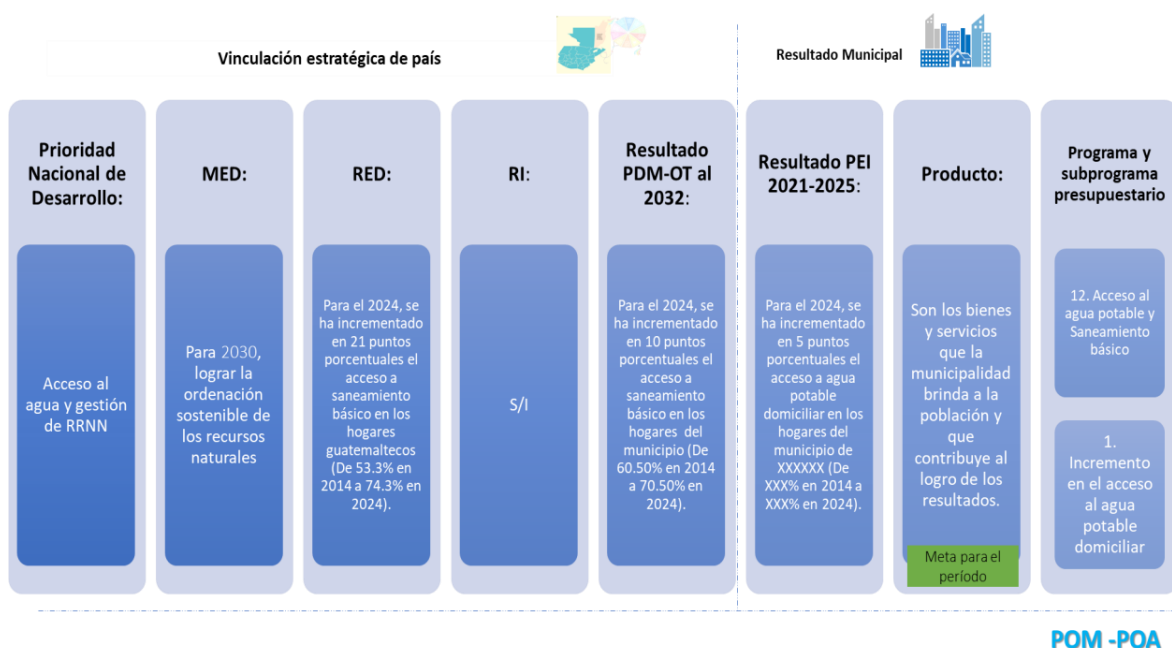 Vinculación estratégica de país
Resultado Municipal
Prioridad
Nacional de
Desarrollo:
Acceso al
agua y gestión
de RRNN
MED:
Para 2030,
lograr la
ordenación
sostenible de
los recursos
naturales
RED:
Para el 2024, se
ha incrementado
en 21 puntos
porcentuales el
acceso a
saneamiento
básico en los
hogares
guatemaltecos
(De 53.3% en
2014 a 74.3% en
2024).
RI:
S/I
Resultado
PDM-OT al
2032:
Para el 2024, se
ha incrementado
en 10 puntos
porcentuales el
acceso a
saneamiento
básico en los
hogares del
municipio (De
60.50% en 2014
a 70.50% en
2024).
Resultado PEI
2021-2025:
Para el 2024, se
ha incrementado
en 5 puntos
porcentuales el
acceso a agua
potable
domiciliar en los
hogares del
municipio de
XXXXXX (De
XXX% en 2014 a
XXX% en 2024).
Producto:
Son los bienes
y servicios
que la
municipalidad
brinda a la
población y
que
contribuye al
logro de los
resultados.
Meta para el
período
Programa y
subprograma
presupuestario
12. Acceso al
agua potable y
Saneamiento
básico
1.
Incremento
en el acceso
al agua
potable
domiciliar
POM -POA